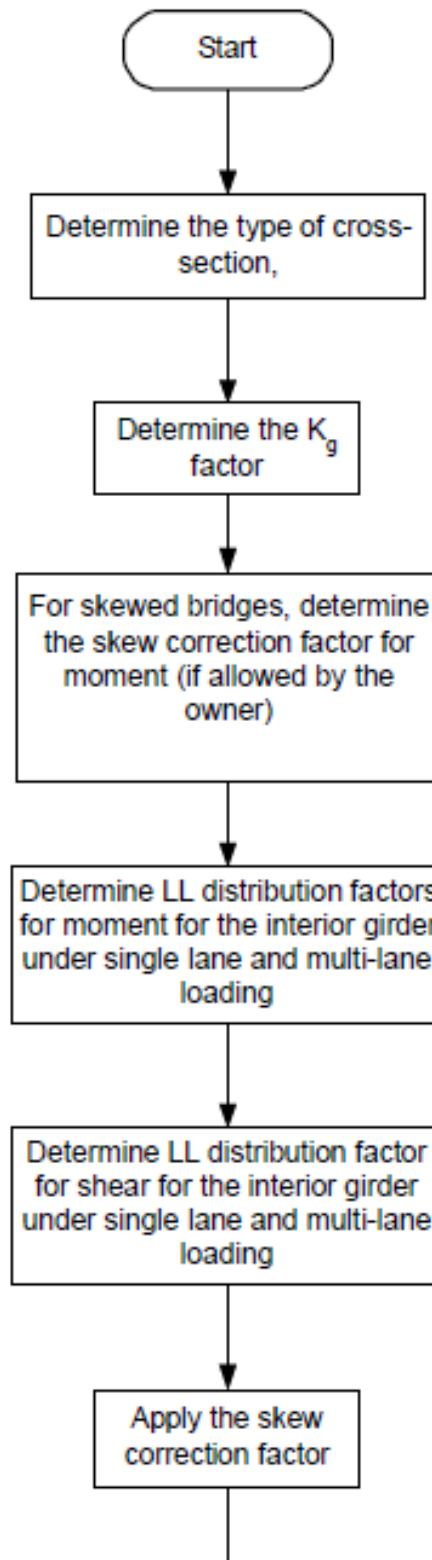 Start
Determine the type of cross-
section,
Determine the Kg
factor
For skewed bridges, determine
the skew correction factor for
moment (if allowed by the
owner)
Determine LL distribution factors
for moment for the interior girder
under single lane and multi-lane
loading
Determine LL distribution factor
for shear for the interior girder
under single lane and multi-lane
loading
Apply the skew
correction factor